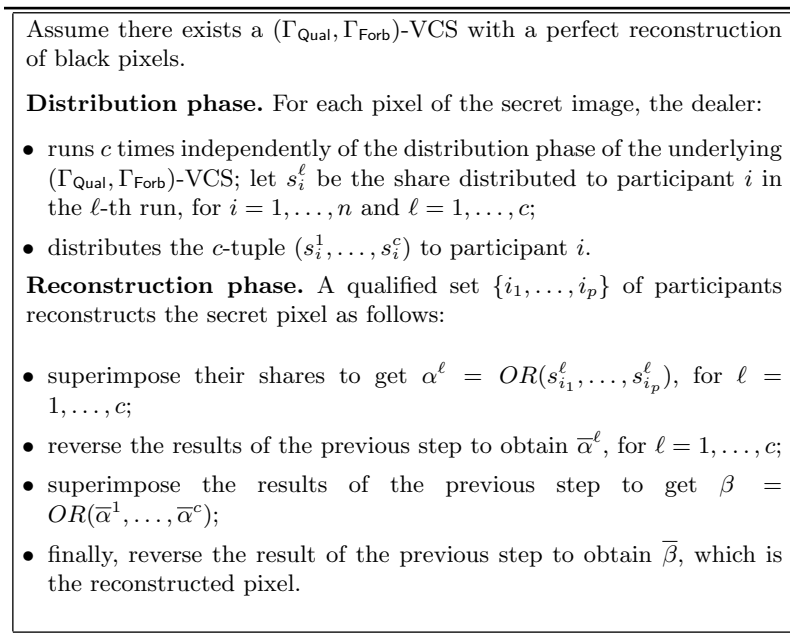 Assume there exists a (Γ_Qual, Γ_Forb)-VCS with a perfect reconstruction
of black pixels.
Distribution phase. For each pixel of the secret image, the dealer:
• runs c times independently of the distribution phase of the underlying
(Γ_Qual, Γ_Forb)-VCS; let s_i^ℓ be the share distributed to participant i in
the ℓ-th run, for i = 1, . . . , n and ℓ = 1, . . . , c;
• distributes the c-tuple (s_i^1, . . . , s_i^c) to participant i.
Reconstruction phase. A qualified set {i_1, . . . , i_p} of participants
reconstructs the secret pixel as follows:
• superimpose their shares to get α^ℓ = OR(s_{i_1}^ℓ, . . . , s_{i_p}^ℓ), for ℓ =
1, . . . , c;
• reverse the results of the previous step to obtain α̅^ℓ, for ℓ = 1, . . . , c;
• superimpose the results of the previous step to get β =
OR(α̅^1, . . . , α̅^c);
• finally, reverse the result of the previous step to obtain β̅, which is
the reconstructed pixel.